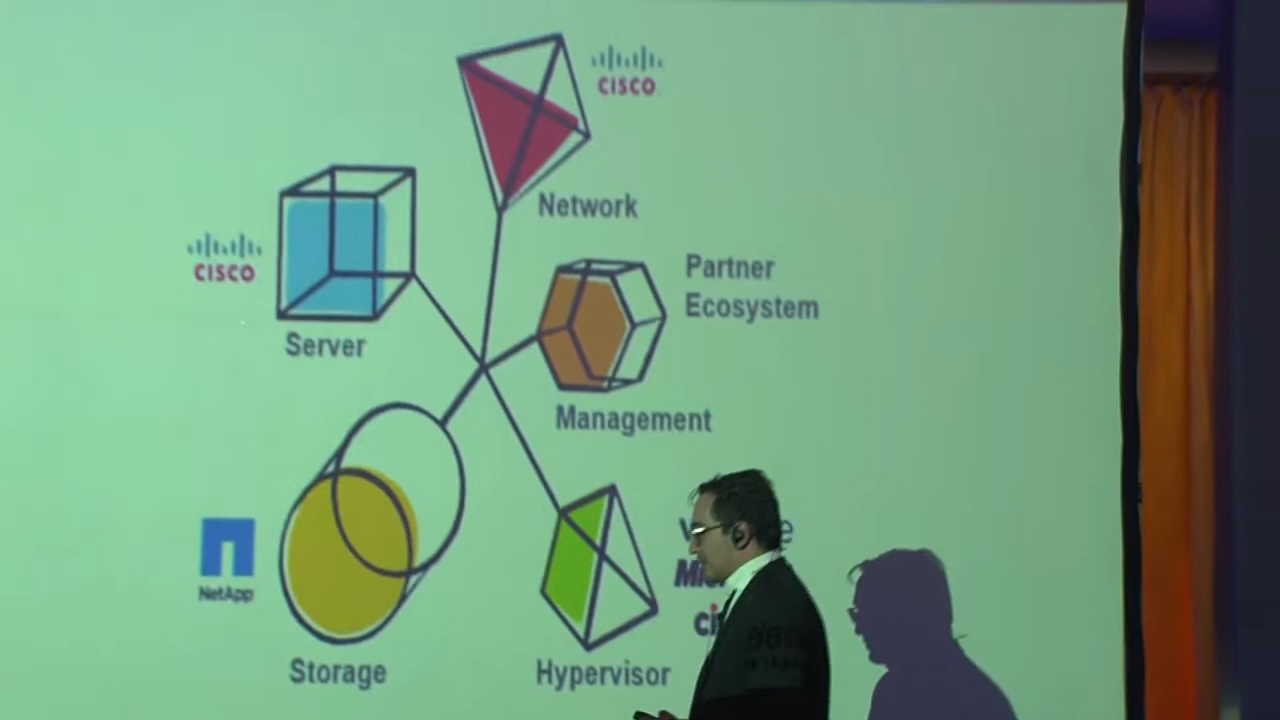 CISCO
Network
CISCO
Server
Partner
Ecosystem
Management
NetApp
Storage
Hypervisor